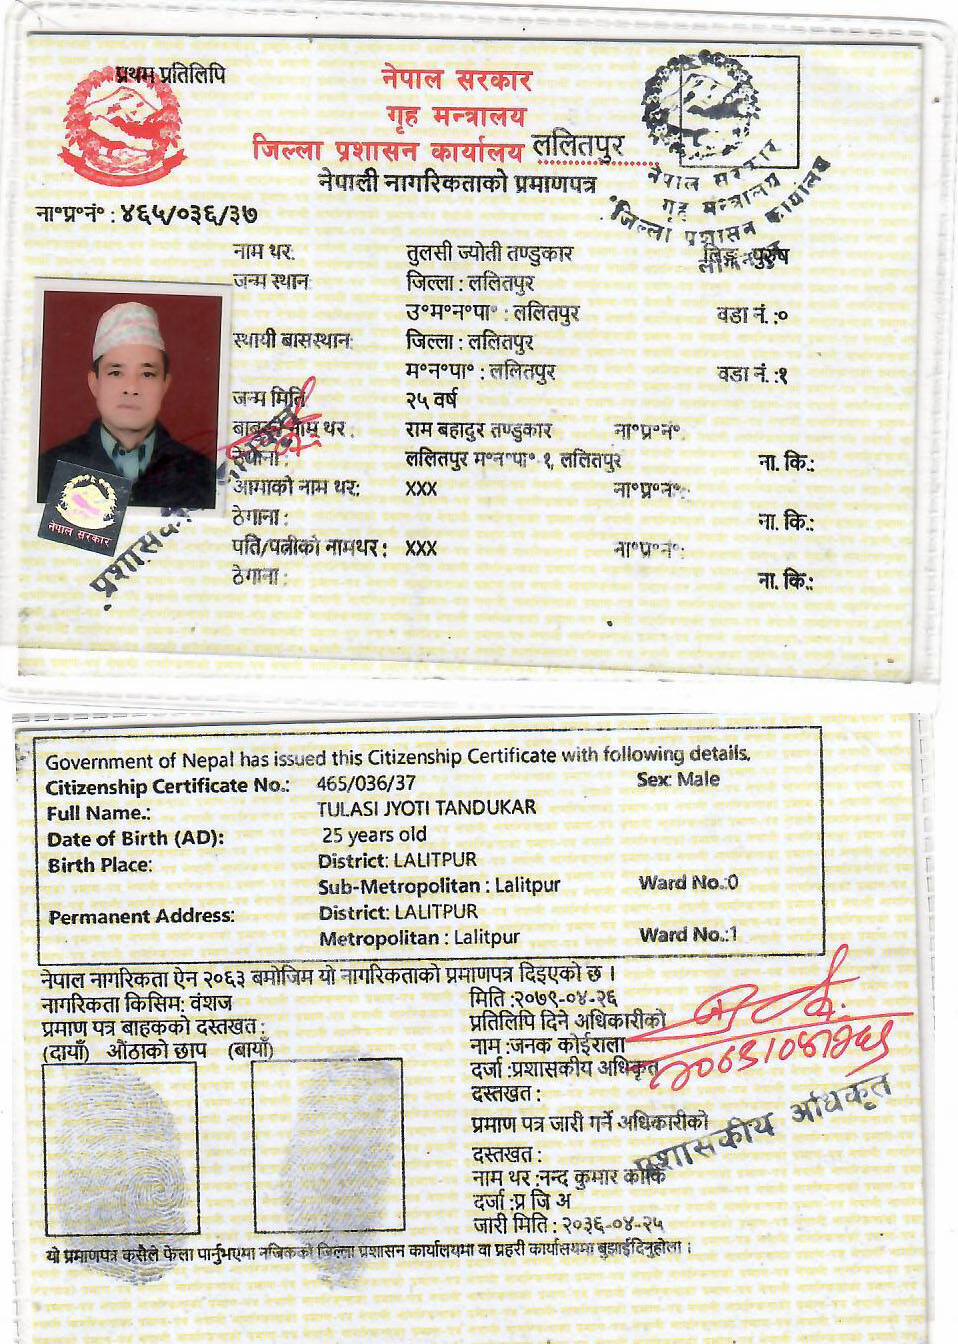 प्रथम प्रतिलिपि
नेपाल सरकार
गृह मन्त्रालय
जिल्ला प्रशासन कार्यालय ललितपुर
नेपाली नागरिकताको प्रमाणपत्र
नेपाल सरकार
गृह मन्त्रालय
जिल्ला प्रशासन कार्यालय
ना॰प्र॰नं॰ : ४६५/०३६/३७
नाम थर: तुलसी ज्योती तण्डुकार लिङ्ग पुरुष
जन्म स्थान: जिल्ला : ललितपुर
उ॰म॰न॰पा॰ : ललितपुर वडा नं. :०
स्थायी बासस्थान: जिल्ला : ललितपुर
म॰न॰पा॰ : ललितपुर वडा नं. :१
जन्म मिति २५ वर्ष
बाबुको नाम थर : राम बहादुर तण्डुकार ना॰प्र॰नं॰
ठेगाना : ललितपुर म॰न॰पा॰ १, ललितपुर ना. कि.:
आमाको नाम थर: XXX ना॰प्र॰नं॰:
ठेगाना : ना. कि.:
पति/पत्नीको नामथर : XXX ना॰प्र॰नं॰:
ठेगाना : ना. कि.:
नेपाल सरकार
Government of Nepal has issued this Citizenship Certificate with following details.
Citizenship Certificate No.: 465/036/37 Sex: Male
Full Name.: TULASI JYOTI TANDUKAR
Date of Birth (AD): 25 years old
Birth Place: District: LALITPUR
Sub-Metropolitan : Lalitpur Ward No.:0
Permanent Address: District: LALITPUR
Metropolitan : Lalitpur Ward No.:1
नेपाल नागरिकता ऐन २०६३ बमोजिम यो नागरिकताको प्रमाणपत्र दिइएको छ ।
नागरिकता किसिम: वंशज
प्रमाण पत्र बाहकको दस्तखत :
(दायाँ) औंठाको छाप (बायाँ)
मिति :२०७९-०४-२६
प्रतिलिपि दिने अधिकारीको
नाम :जनक कोईराला
दर्जा :प्रशासकीय अधिकृत
दस्तखत :
प्रमाण पत्र जारी गर्ने अधिकारीको
प्रशासकीय अधिकृत
दस्तखत :
नाम थर :नन्द कुमार कार्कि
दर्जा :प्र जि अ
जारी मिति : २०३६-०४-२५
यो प्रमाणपत्र कसैले फेला पार्नुभएमा नजिकको जिल्ला प्रशासन कार्यालयमा वा प्रहरी कार्यालयमा बुझाईदिनुहोला ।